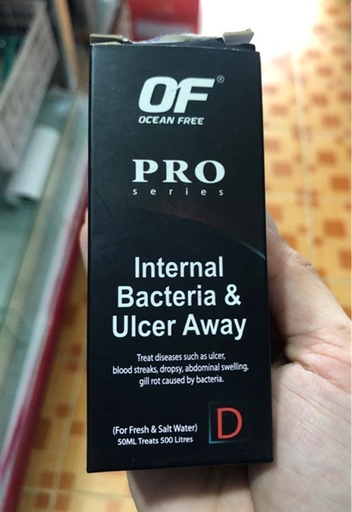 OF®
OCEAN FREE
PRO
series
Internal
Bacteria &
Ulcer Away
Treat diseases such as ulcer,
blood streaks, dropsy, abdominal swelling,
gill rot caused by bacteria.
(For Fresh & Salt Water)
50ML Treats 500 Litres
D